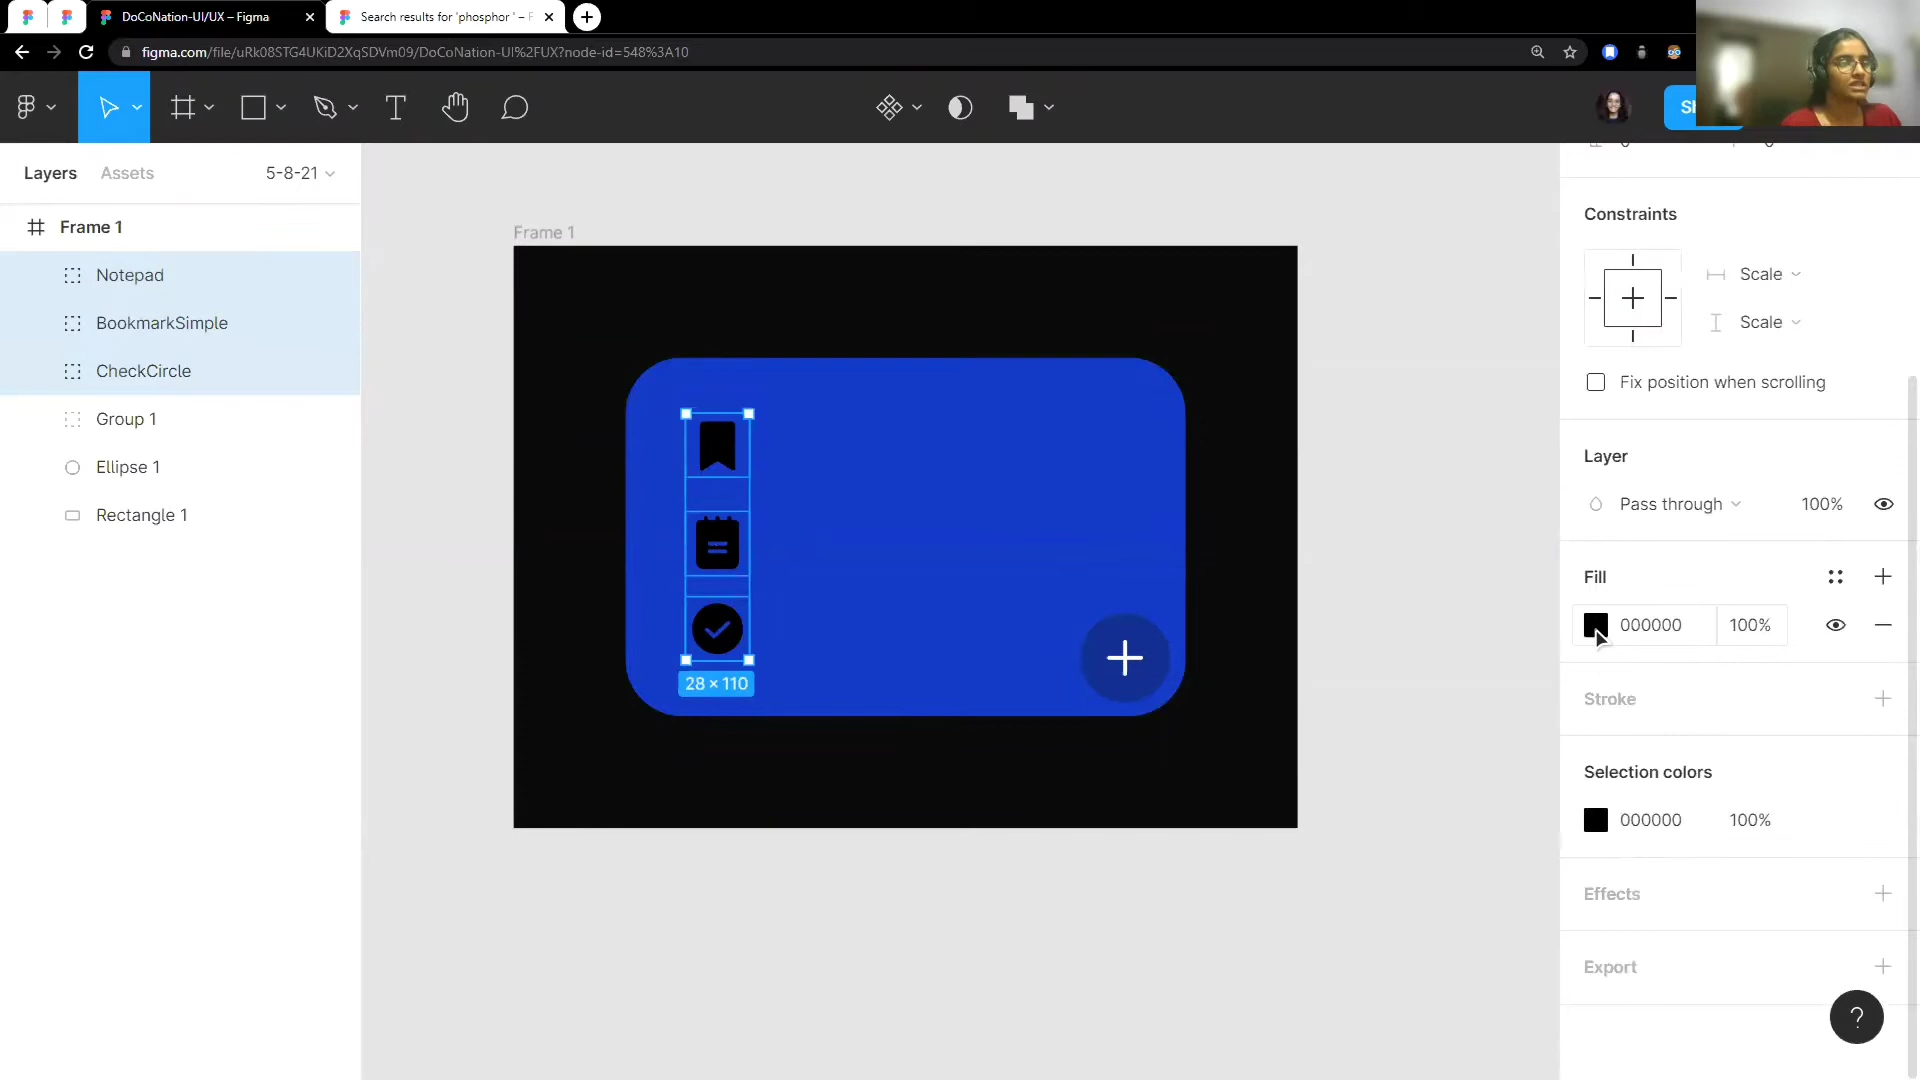 DoCoNation-UI/UX – Figma
Search results for 'phosphor ' – F
figma.com/file/uRk08STG4UKiD2XqSDVm09/DoCoNation-UI%2FUX?node-id=548%3A10
Layers
Assets
5-8-21
Frame 1
Notepad
BookmarkSimple
CheckCircle
Group 1
Ellipse 1
Rectangle 1
Frame 1
28 × 110
Constraints
Scale
Scale
Fix position when scrolling
Layer
Pass through
100%
Fill
000000
100%
Stroke
Selection colors
000000
100%
Effects
Export
?